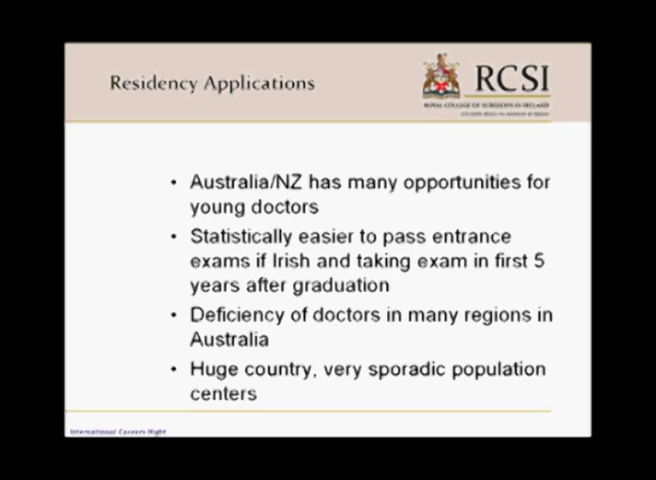 Residency Applications
RCSI
ROYAL COLLEGE OF SURGEONS IN IRELAND
• Australia/NZ has many opportunities for
young doctors
• Statistically easier to pass entrance
exams if Irish and taking exam in first 5
years after graduation
• Deficiency of doctors in many regions in
Australia
• Huge country, very sporadic population
centers
International Careers Night